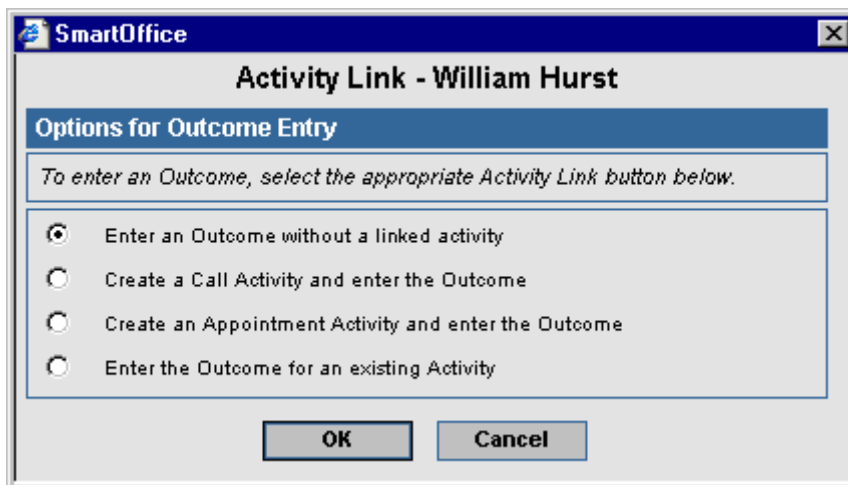 SmartOffice
Activity Link - William Hurst
Options for Outcome Entry
To enter an Outcome, select the appropriate Activity Link button below.
Enter an Outcome without a linked activity
Create a Call Activity and enter the Outcome
Create an Appointment Activity and enter the Outcome
Enter the Outcome for an existing Activity
OK Cancel